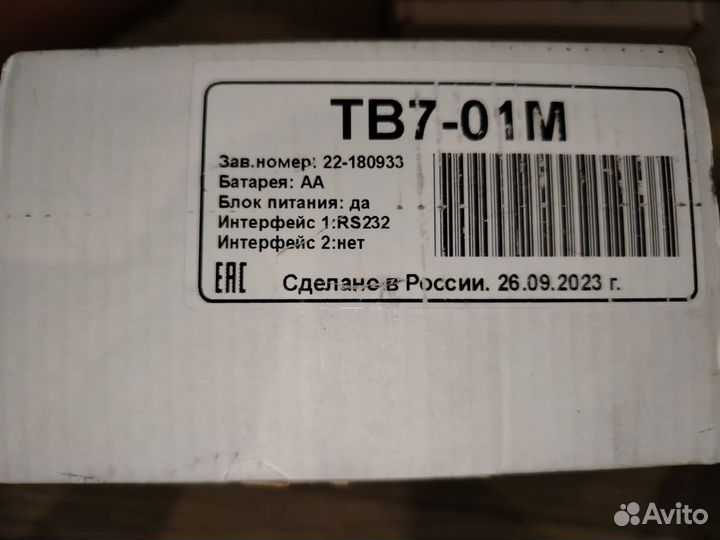 ТВ7-01М
Зав.номер: 22-180933
Батарея: АА
Блок питания: да
Интерфейс 1:RS232
Интерфейс 2:нет
ЕАС Сделано в России. 26.09.2023 г.
Avito